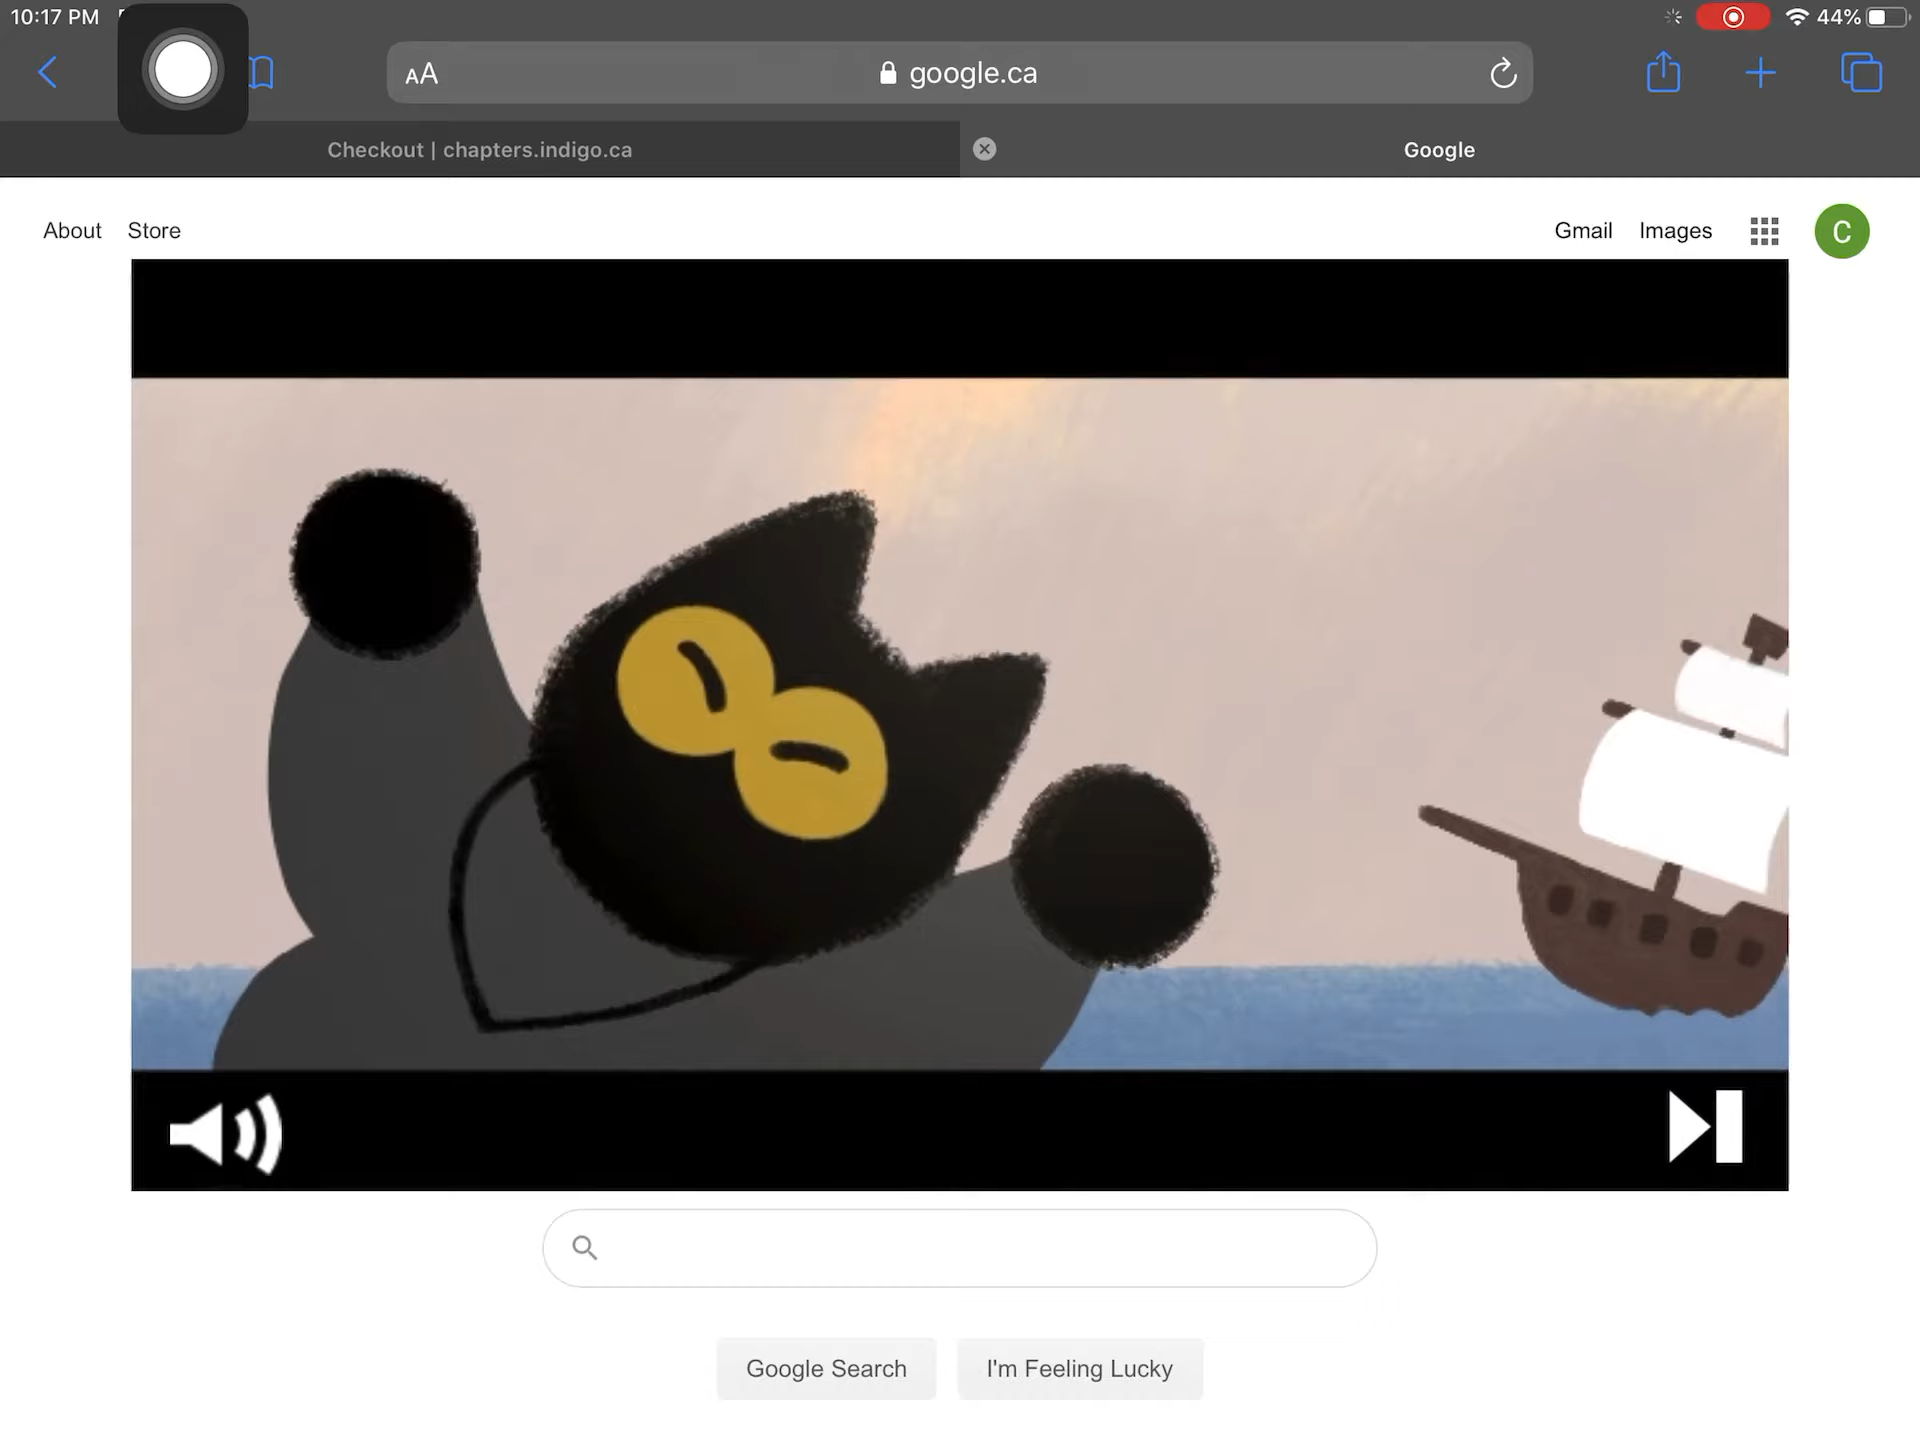 10:17 PM
44%
AA
google.ca
Checkout | chapters.indigo.ca
Google
About Store
Gmail Images
C
Google Search
I'm Feeling Lucky